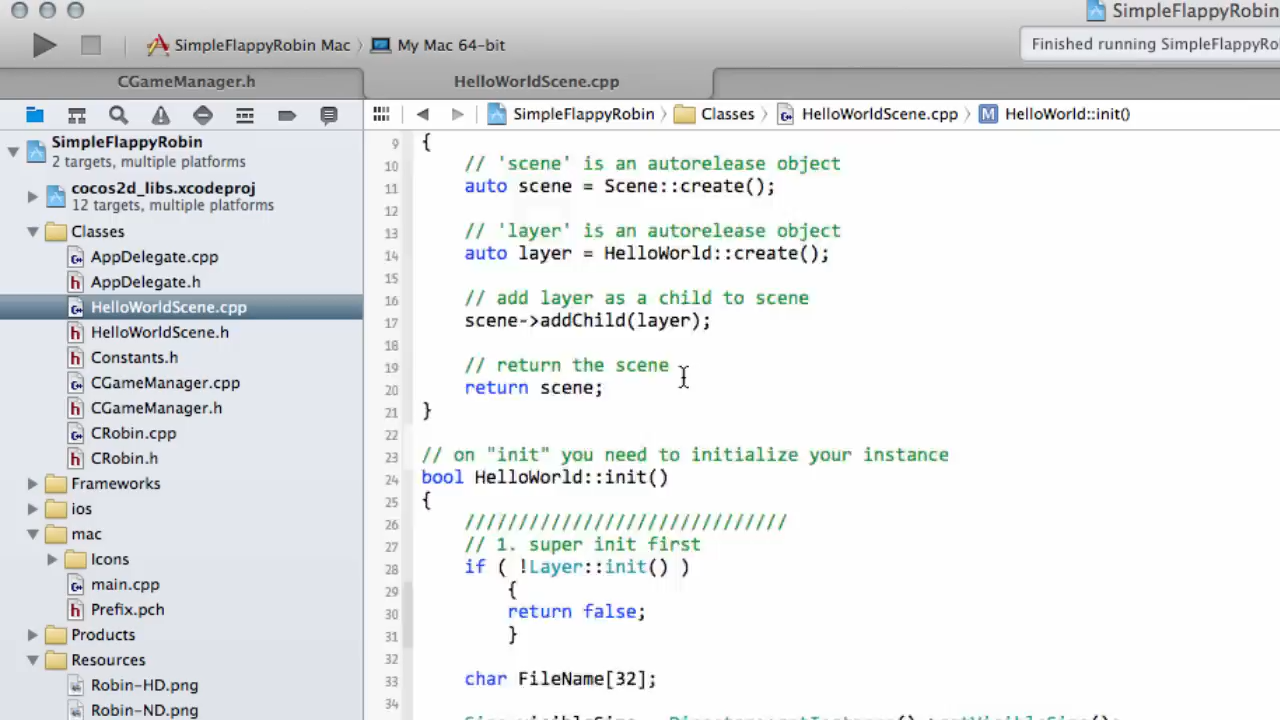 SimpleFlappyRobin
SimpleFlappyRobin Mac
My Mac 64-bit
Finished running SimpleFlappyRo
CGameManager.h
HelloWorldScene.cpp
SimpleFlappyRobin
Classes
HelloWorldScene.cpp
HelloWorld::init()
SimpleFlappyRobin
2 targets, multiple platforms
cocos2d_libs.xcodeproj
12 targets, multiple platforms
Classes
AppDelegate.cpp
AppDelegate.h
HelloWorldScene.cpp
HelloWorldScene.h
Constants.h
CGameManager.cpp
CGameManager.h
CRobin.cpp
CRobin.h
Frameworks
ios
mac
Icons
main.cpp
Prefix.pch
Products
Resources
Robin-HD.png
Robin-ND.png
9 {
10 // 'scene' is an autorelease object
11 auto scene = Scene::create();
12
13 // 'layer' is an autorelease object
14 auto layer = HelloWorld::create();
15
16 // add layer as a child to scene
17 scene->addChild(layer);
18
19 // return the scene
20 return scene;
21 }
22
23 // on "init" you need to initialize your instance
24 bool HelloWorld::init()
25 {
26 //////////////////////////////
27 // 1. super init first
28 if ( !Layer::init() )
29 {
30 return false;
31 }
32
33 char FileName[32];
34